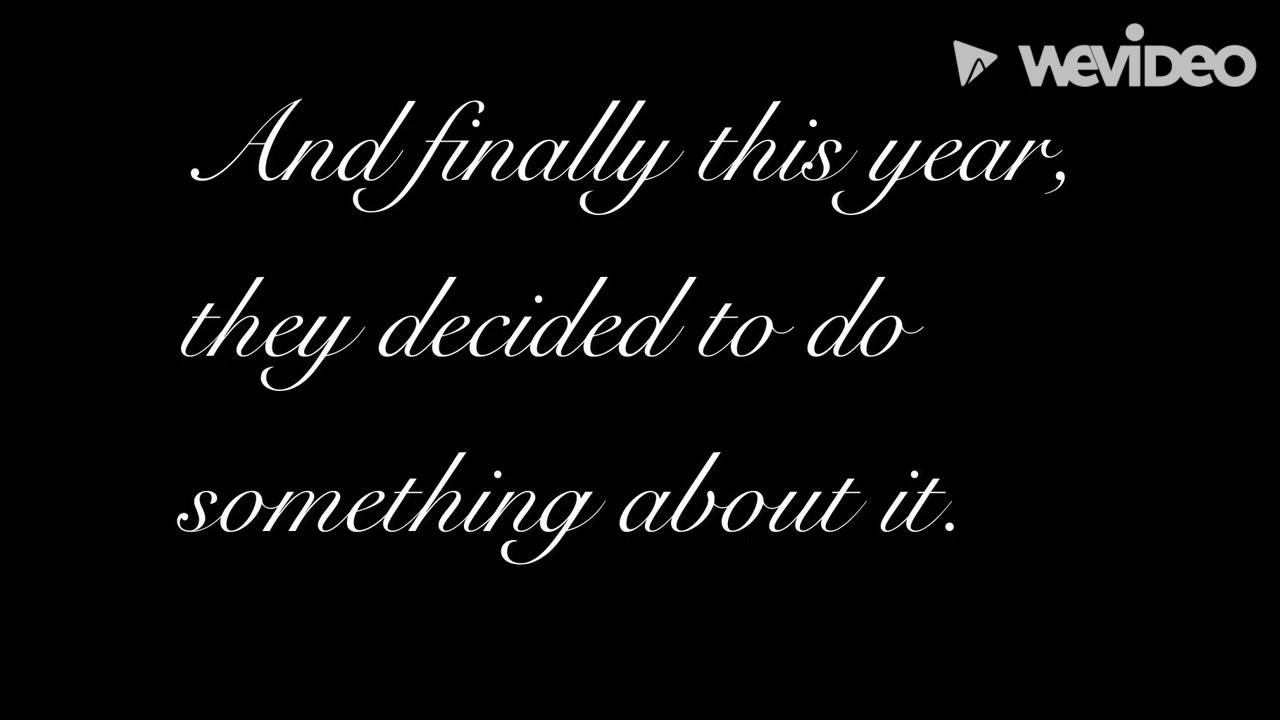 WEVIDEO
And finally this year,
they decided to do
something about it.